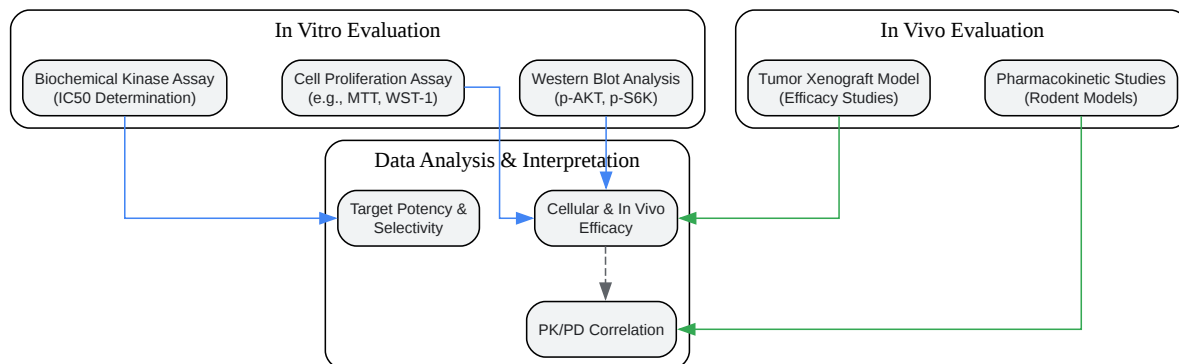 In Vitro Evaluation
Biochemical Kinase Assay
(IC50 Determination)
Cell Proliferation Assay
(e.g., MTT, WST-1)
Western Blot Analysis
(p-AKT, p-S6K)
In Vivo Evaluation
Tumor Xenograft Model
(Efficacy Studies)
Pharmacokinetic Studies
(Rodent Models)
Data Analysis & Interpretation
Target Potency &
Selectivity
Cellular & In Vivo
Efficacy
PK/PD Correlation